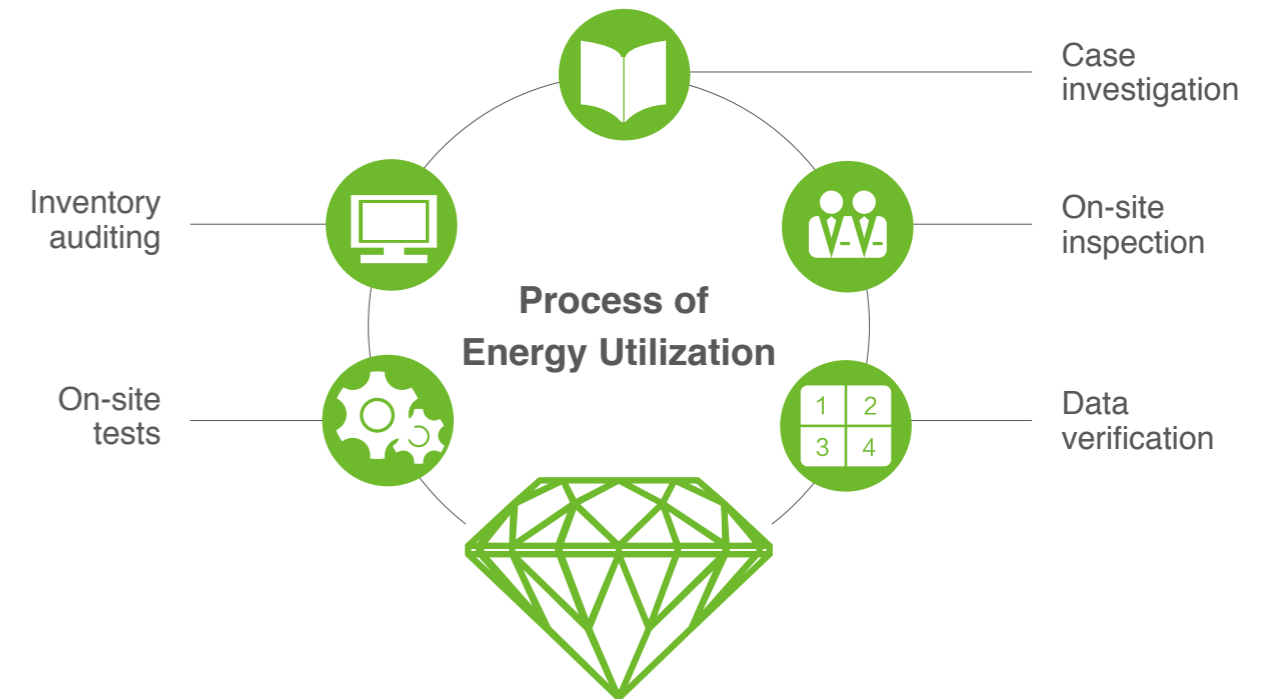 Case
investigation
Inventory
auditing
On-site
inspection
Process of
Energy Utilization
On-site
tests
1 2
3 4
Data
verification